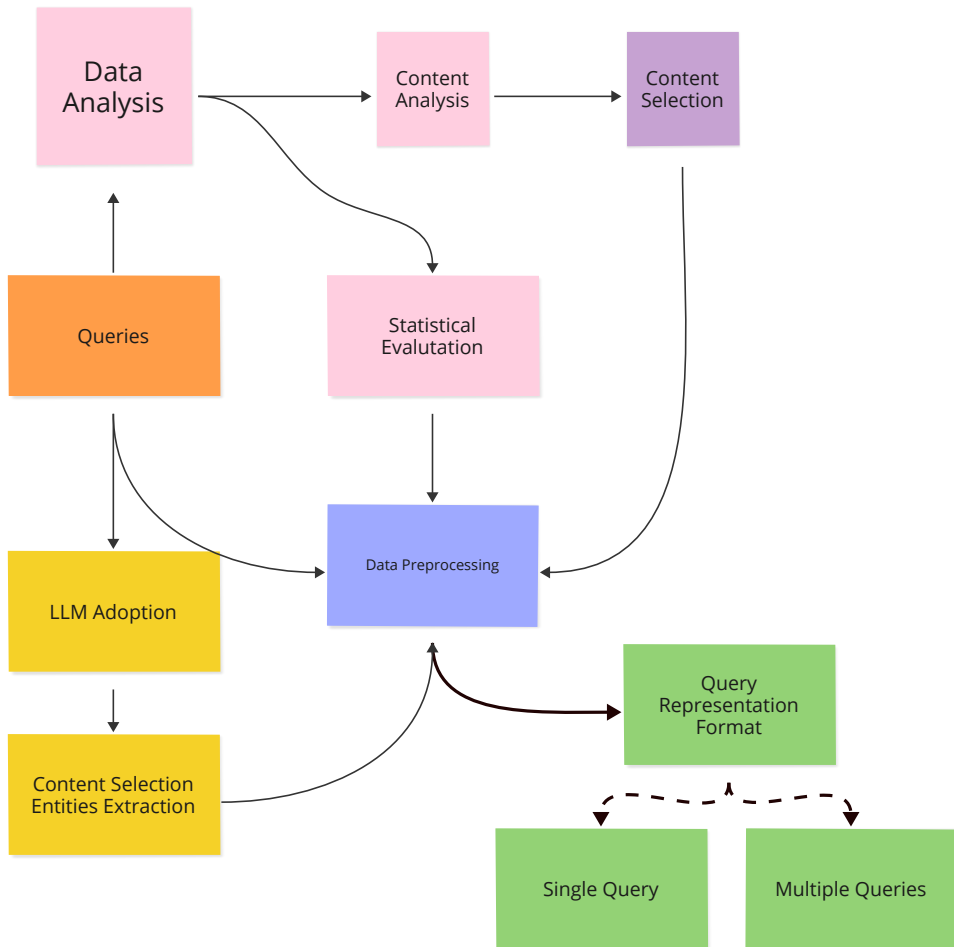 Data
Analysis
Content
Analysis
Content
Selection
Queries
Statistical
Evalutation
LLM Adoption
Data Preprocessing
Query
Representation
Format
Content Selection
Entities Extraction
Single Query
Multiple Queries